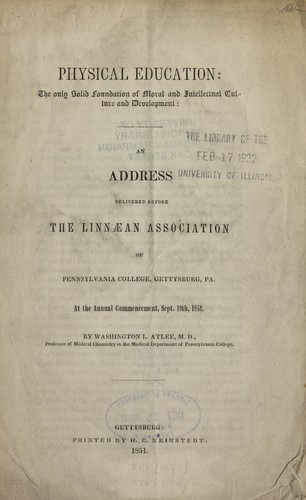 PHYSICAL EDUCATION:
The only Solid Foundation of Moral and Intellectual Cul-
ture and Development:
THE LIBRARY OF THE
FEB 17 1932
UNIVERSITY OF ILLINOIS.
AN
ADDRESS
DELIVERED BEFORE
THE LINNÆAN ASSOCIATION
OF
PENNSYLVANIA COLLEGE, GETTYSBURG, PA.
At the Annual Commencement, Sept. 19th, 1851.
BY WASHINGTON L. ATLEE, M. D.,
Professor of Medical Chemistry in the Medical Department of Pennsylvania College.
GETTYSBURG:
PRINTED BY H. C. NEINSTEDT.
1851.